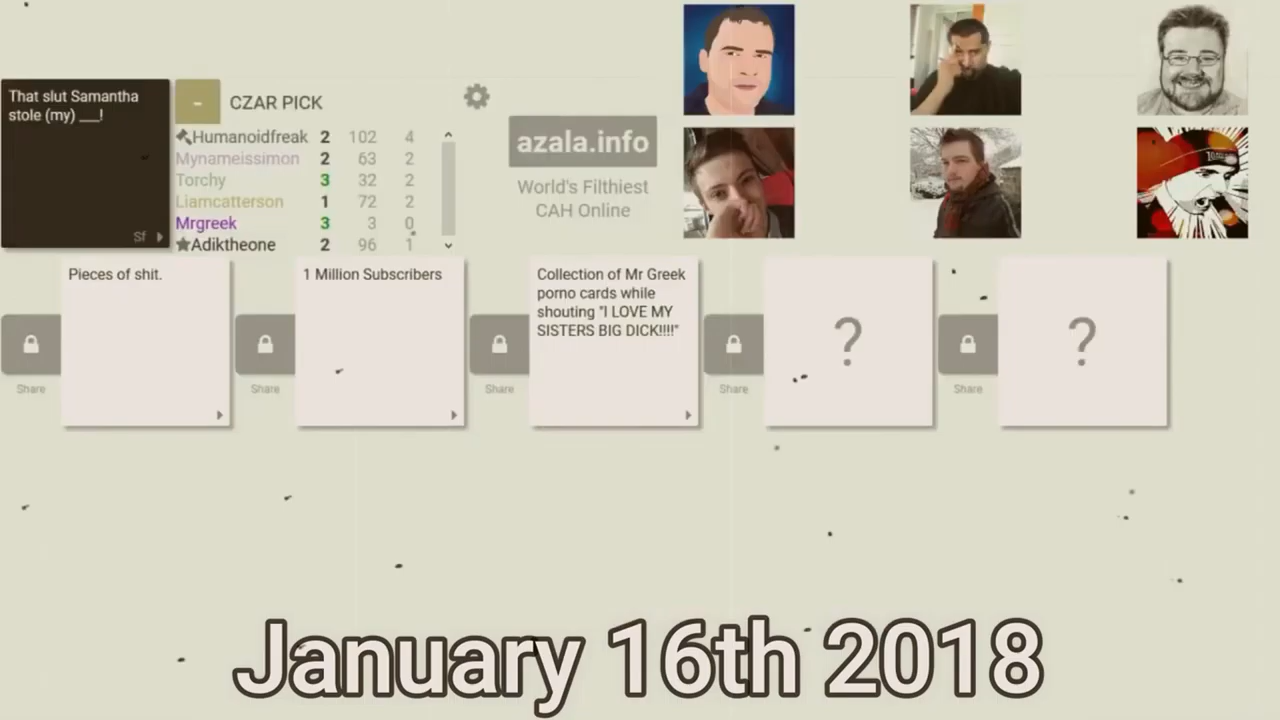 That slut Samantha
stole (my) ___!
Sf
-
CZAR PICK
Humanoidfreak 2 102 4
Mynameissimon 2 63 2
Torchy 3 32 2
Liamcatterson 1 72 2
Mrgreek 3 3 0
Adiktheone 2 96 1
azala.info
World's Filthiest
CAH Online
Share
Pieces of shit.
Share
1 Million Subscribers
Share
Collection of Mr Greek
porno cards while
shouting "I LOVE MY
SISTERS BIG DICK!!!!"
Share
?
Share
?
January 16th 2018